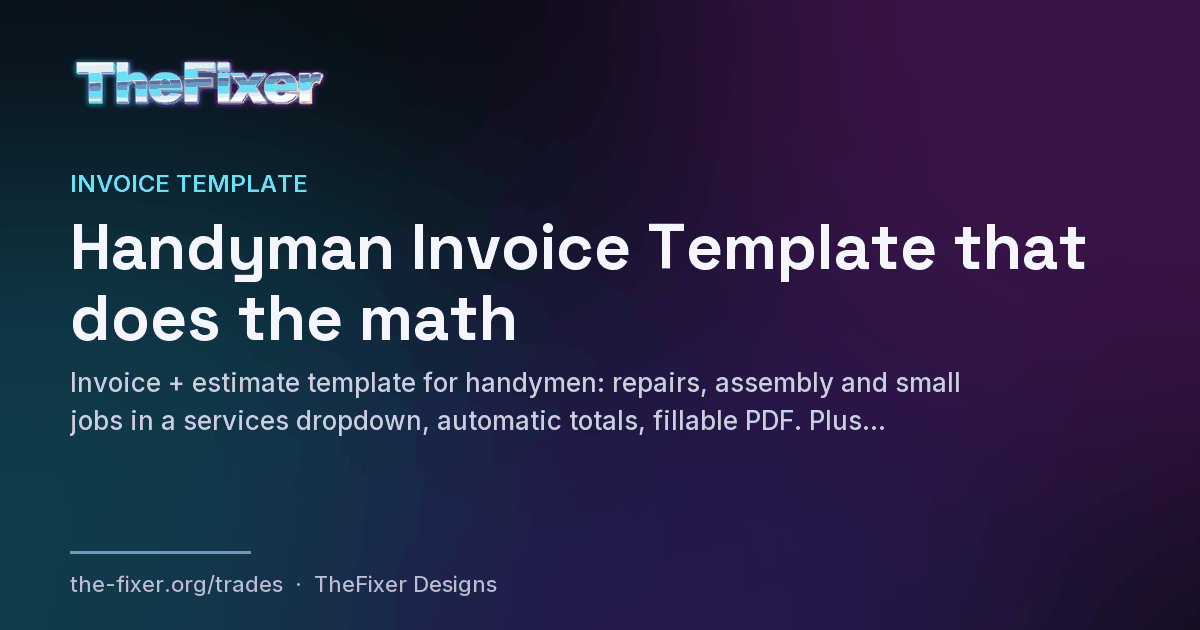 TheFixer
INVOICE TEMPLATE
Handyman Invoice Template that
does the math
Invoice + estimate template for handymen: repairs, assembly and small
jobs in a services dropdown, automatic totals, fillable PDF. Plus...
the-fixer.org/trades · TheFixer Designs